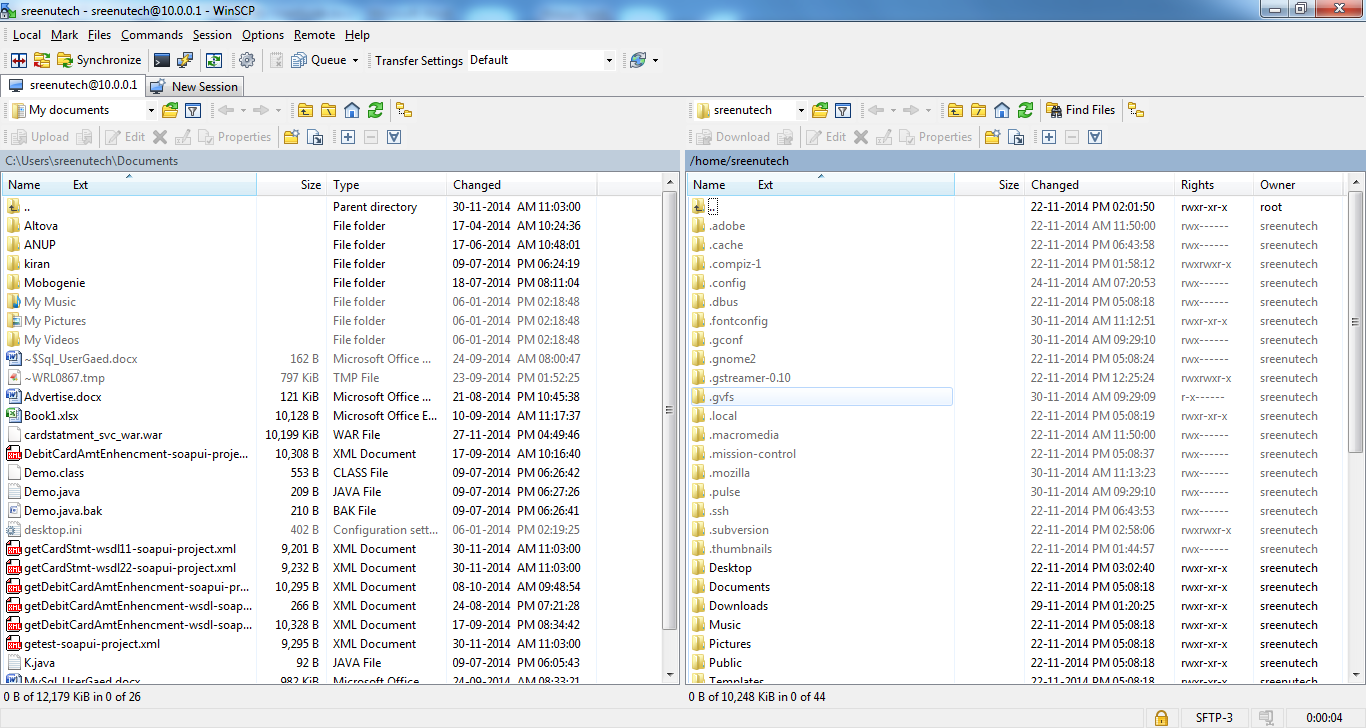 sreenutech - sreenutech@10.0.0.1 - WinSCP
Local Mark Files Commands Session Options Remote Help
Synchronize Queue Transfer Settings Default
sreenutech@10.0.0.1 New Session
My documents sreenutech Find Files
Upload Edit Properties Download Edit Properties
C:\Users\sreenutech\Documents /home/sreenutech
Name Ext Size Type Changed Name Ext Size Changed Rights Owner
.. Parent directory 30-11-2014 AM 11:03:00 .. 22-11-2014 PM 02:01:50 rwxr-xr-x root
Altova File folder 17-04-2014 AM 10:24:36 .adobe 22-11-2014 AM 11:50:00 rwx------ sreenutech
ANUP File folder 17-06-2014 AM 10:48:01 .cache 22-11-2014 PM 06:43:58 rwx------ sreenutech
kiran File folder 09-07-2014 PM 06:24:19 .compiz-1 22-11-2014 PM 01:58:12 rwxrwxr-x sreenutech
Mobogenie File folder 18-07-2014 PM 08:11:04 .config 24-11-2014 AM 07:20:53 rwx------ sreenutech
My Music File folder 06-01-2014 PM 02:18:48 .dbus 22-11-2014 PM 05:08:18 rwx------ sreenutech
My Pictures File folder 06-01-2014 PM 02:18:48 .fontconfig 30-11-2014 AM 11:12:51 rwxr-xr-x sreenutech
My Videos File folder 06-01-2014 PM 02:18:48 .gconf 30-11-2014 AM 09:29:10 rwx------ sreenutech
~$Sql_UserGaed.docx 162 B Microsoft Office ... 24-09-2014 AM 08:00:47 .gnome2 22-11-2014 PM 05:08:24 rwx------ sreenutech
~WRL0867.tmp 797 KiB TMP File 23-09-2014 PM 01:52:25 .gstreamer-0.10 22-11-2014 PM 12:25:24 rwxrwxr-x sreenutech
Advertise.docx 121 KiB Microsoft Office ... 21-08-2014 PM 10:45:38 .gvfs 30-11-2014 AM 09:29:09 r-x------ sreenutech
Book1.xlsx 10,128 B Microsoft Office E... 10-09-2014 AM 11:17:37 .local 22-11-2014 PM 05:08:19 rwxr-xr-x sreenutech
cardstatment_svc_war.war 10,199 KiB WAR File 27-11-2014 PM 04:49:46 .macromedia 22-11-2014 AM 11:50:00 rwx------ sreenutech
DebitCardAmtEnhencment-soapui-proje... 10,308 B XML Document 17-09-2014 AM 10:16:40 .mission-control 22-11-2014 PM 05:08:37 rwx------ sreenutech
Demo.class 553 B CLASS File 09-07-2014 PM 06:26:42 .mozilla 30-11-2014 AM 11:13:23 rwx------ sreenutech
Demo.java 209 B JAVA File 09-07-2014 PM 06:27:26 .pulse 30-11-2014 AM 09:29:10 rwx------ sreenutech
Demo.java.bak 210 B BAK File 09-07-2014 PM 06:26:41 .ssh 22-11-2014 PM 06:43:53 rwx------ sreenutech
desktop.ini 402 B Configuration sett... 06-01-2014 PM 02:19:25 .subversion 22-11-2014 PM 02:58:06 rwxrwxr-x sreenutech
getCardStmt-wsdl11-soapui-project.xml 9,201 B XML Document 30-11-2014 AM 11:03:00 .thumbnails 22-11-2014 PM 01:44:57 rwx------ sreenutech
getCardStmt-wsdl22-soapui-project.xml 9,232 B XML Document 30-11-2014 AM 11:03:00 Desktop 22-11-2014 PM 03:02:40 rwxr-xr-x sreenutech
getDebitCardAmtEnhencment-soapui-pr... 10,295 B XML Document 08-10-2014 AM 09:48:54 Documents 22-11-2014 PM 05:08:18 rwxr-xr-x sreenutech
getDebitCardAmtEnhencment-wsdl-soap... 266 B XML Document 24-08-2014 PM 07:21:28 Downloads 29-11-2014 PM 01:20:25 rwxr-xr-x sreenutech
getDebitCardAmtEnhencment-wsdl-soap... 10,328 B XML Document 17-09-2014 PM 08:34:42 Music 22-11-2014 PM 05:08:18 rwxr-xr-x sreenutech
getest-soapui-project.xml 9,295 B XML Document 30-11-2014 AM 11:03:00 Pictures 22-11-2014 PM 05:08:18 rwxr-xr-x sreenutech
K.java 92 B JAVA File 09-07-2014 PM 06:05:43 Public 22-11-2014 PM 05:08:18 rwxr-xr-x sreenutech
MySql_UserGaed.docx 982 KiB Microsoft Office ... 24-09-2014 AM 08:33:21 Templates 22-11-2014 PM 05:08:18 rwxr-xr-x sreenutech
0 B of 12,179 KiB in 0 of 26 0 B of 10,248 KiB in 0 of 44
SFTP-3 0:00:04